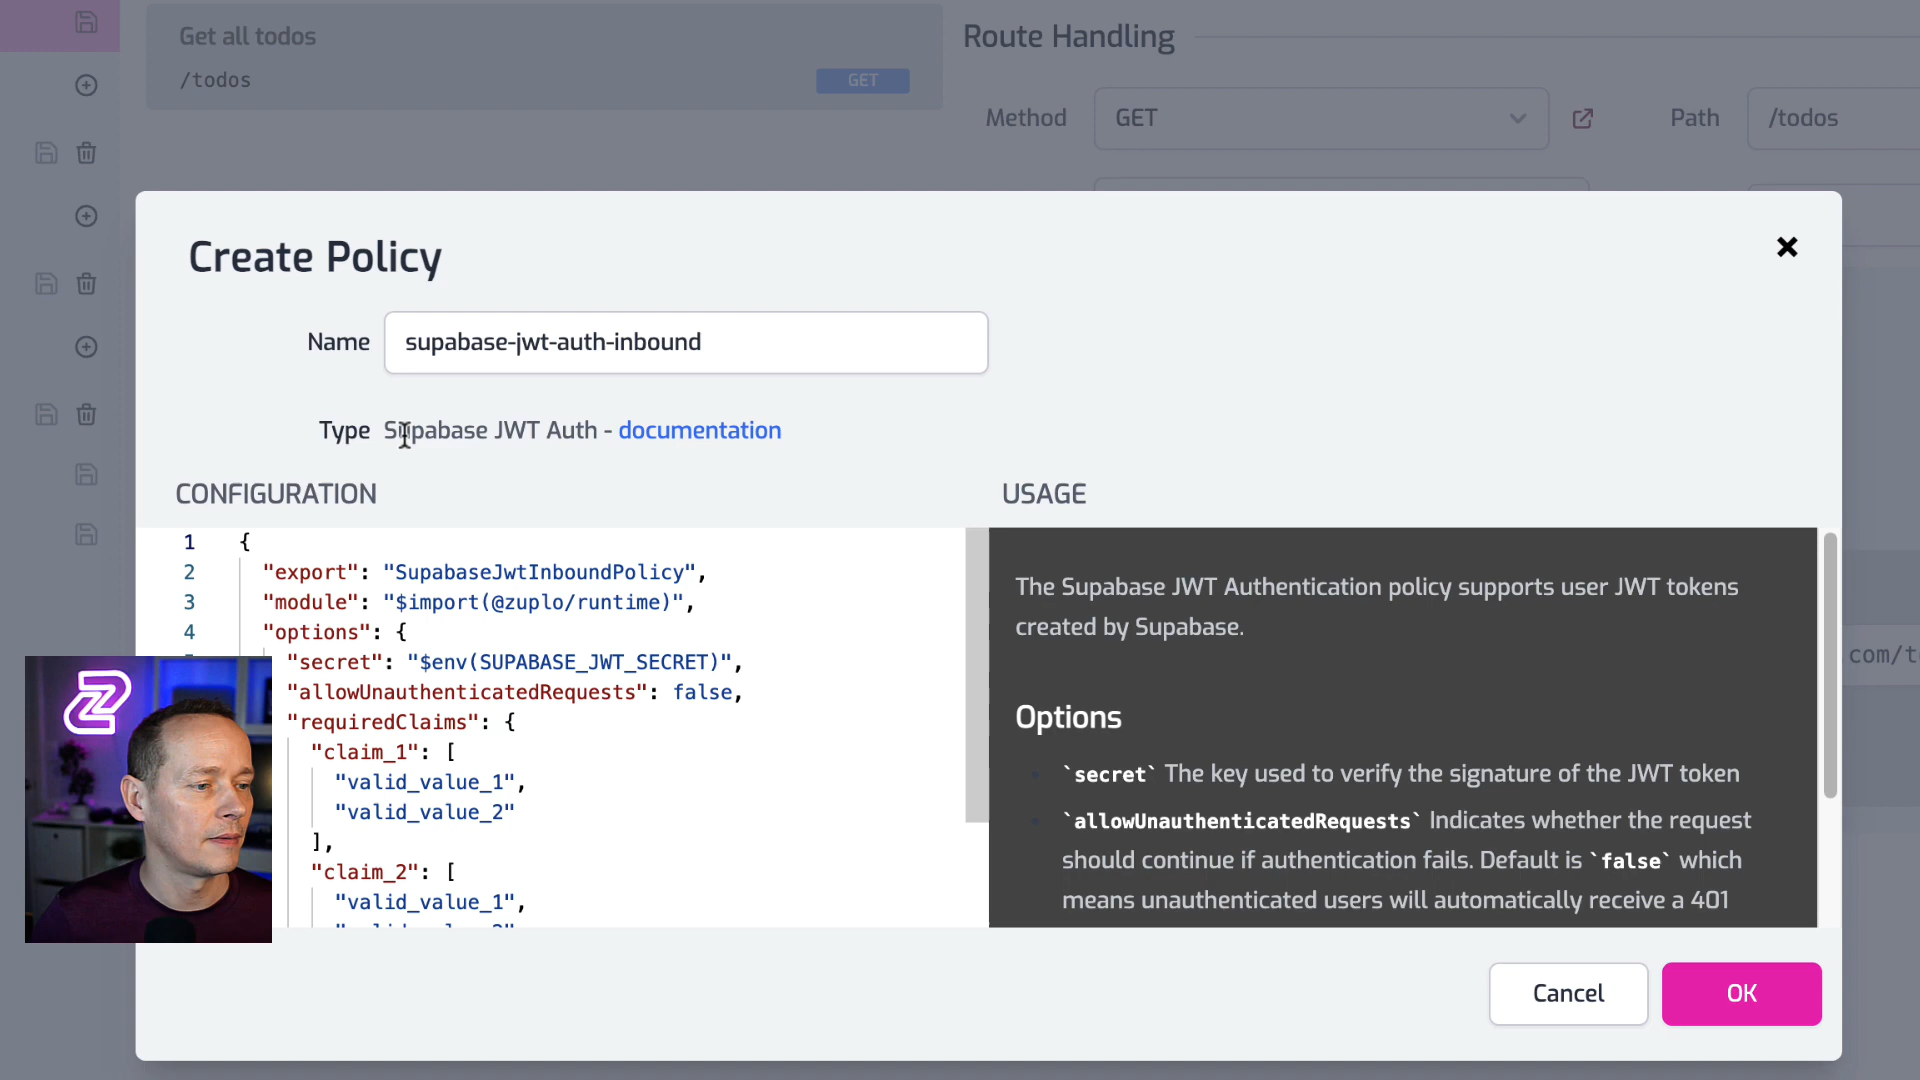 Get all todos
/todos
GET
Route Handling
Method
GET
Path
/todos
Create Policy
Name
supabase-jwt-auth-inbound
Type
Supabase JWT Auth - documentation
CONFIGURATION
1 {
2 "export": "SupabaseJwtInboundPolicy",
3 "module": "$import(@zuplo/runtime)",
4 "options": {
"secret": "$env(SUPABASE_JWT_SECRET)",
"allowUnauthenticatedRequests": false,
"requiredClaims": {
"claim_1": [
"valid_value_1",
"valid_value_2"
],
"claim_2": [
"valid_value_1",
USAGE
The Supabase JWT Authentication policy supports user JWT tokens
created by Supabase.
Options
`secret` The key used to verify the signature of the JWT token
`allowUnauthenticatedRequests` Indicates whether the request
should continue if authentication fails. Default is `false` which
means unauthenticated users will automatically receive a 401
com/t
Cancel
OK